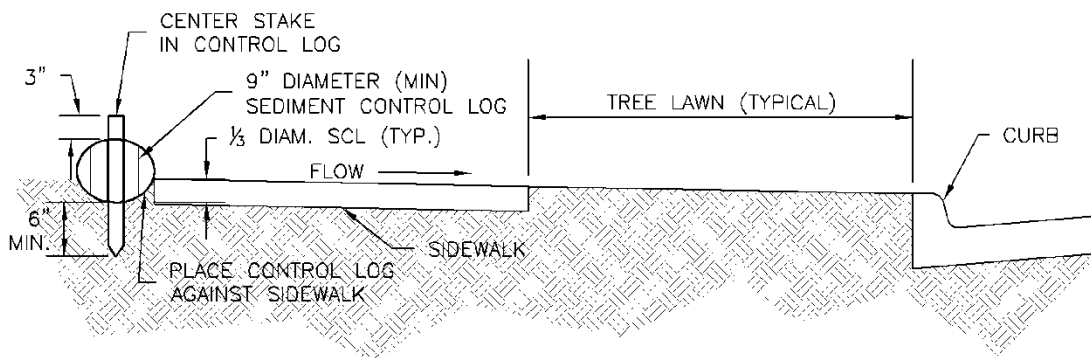 CENTER STAKE
IN CONTROL LOG
3"
9" DIAMETER (MIN)
SEDIMENT CONTROL LOG
⅓ DIAM. SCL (TYP.)
FLOW
TREE LAWN (TYPICAL)
CURB
6"
MIN.
SIDEWALK
PLACE CONTROL LOG
AGAINST SIDEWALK